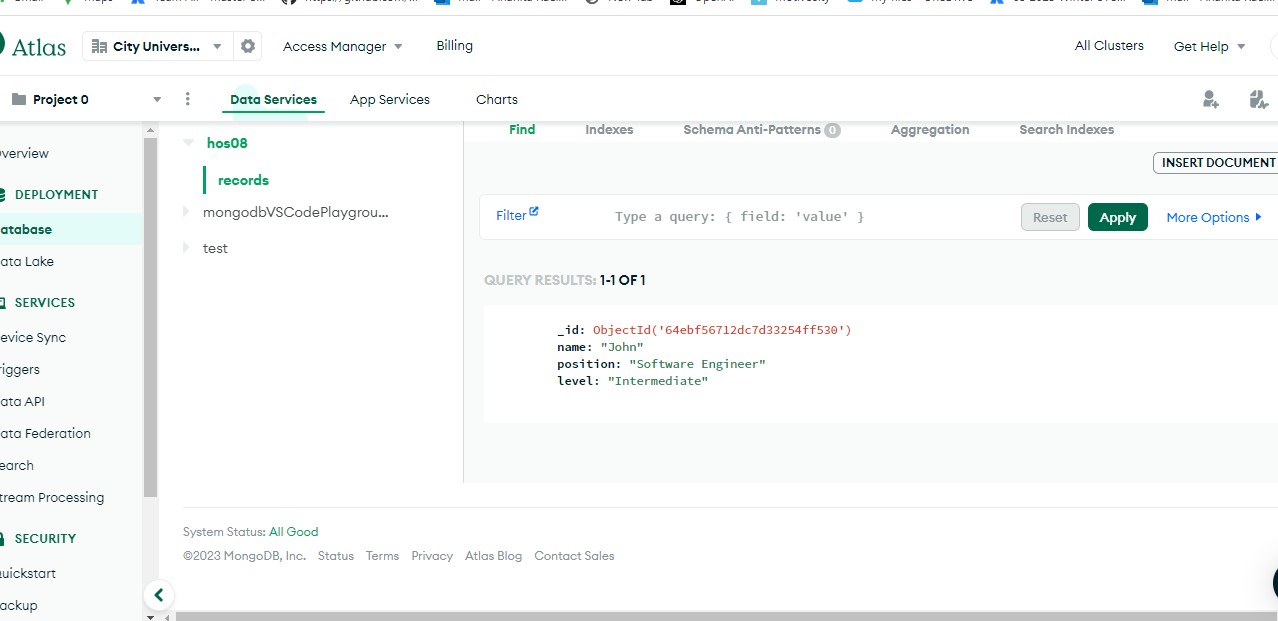 Atlas
City Univers...
Access Manager
Billing
All Clusters
Get Help
Project 0
Data Services
App Services
Charts
verview
DEPLOYMENT
atabase
ata Lake
SERVICES
evice Sync
riggers
ata API
ata Federation
earch
tream Processing
SECURITY
uickstart
ackup
hos08
records
mongodbVSCodePlaygrou...
test
Find
Indexes
Schema Anti-Patterns 0
Aggregation
Search Indexes
INSERT DOCUMENT
Filter
Type a query: { field: 'value' }
Reset
Apply
More Options
QUERY RESULTS: 1-1 OF 1
_id: ObjectId('64ebf56712dc7d33254ff530')
name: "John"
position: "Software Engineer"
level: "Intermediate"
System Status: All Good
©2023 MongoDB, Inc. Status Terms Privacy Atlas Blog Contact Sales